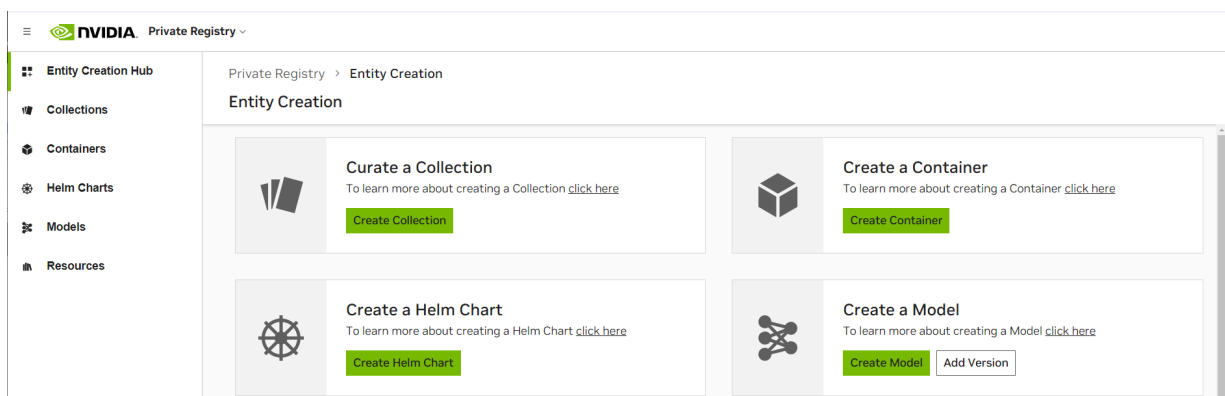 NVIDIA. Private Registry
Entity Creation Hub
Collections
Containers
Helm Charts
Models
Resources
Private Registry > Entity Creation
Entity Creation
Curate a Collection
To learn more about creating a Collection click here
Create Collection
Create a Container
To learn more about creating a Container click here
Create Container
Create a Helm Chart
To learn more about creating a Helm Chart click here
Create Helm Chart
Create a Model
To learn more about creating a Model click here
Create Model Add Version